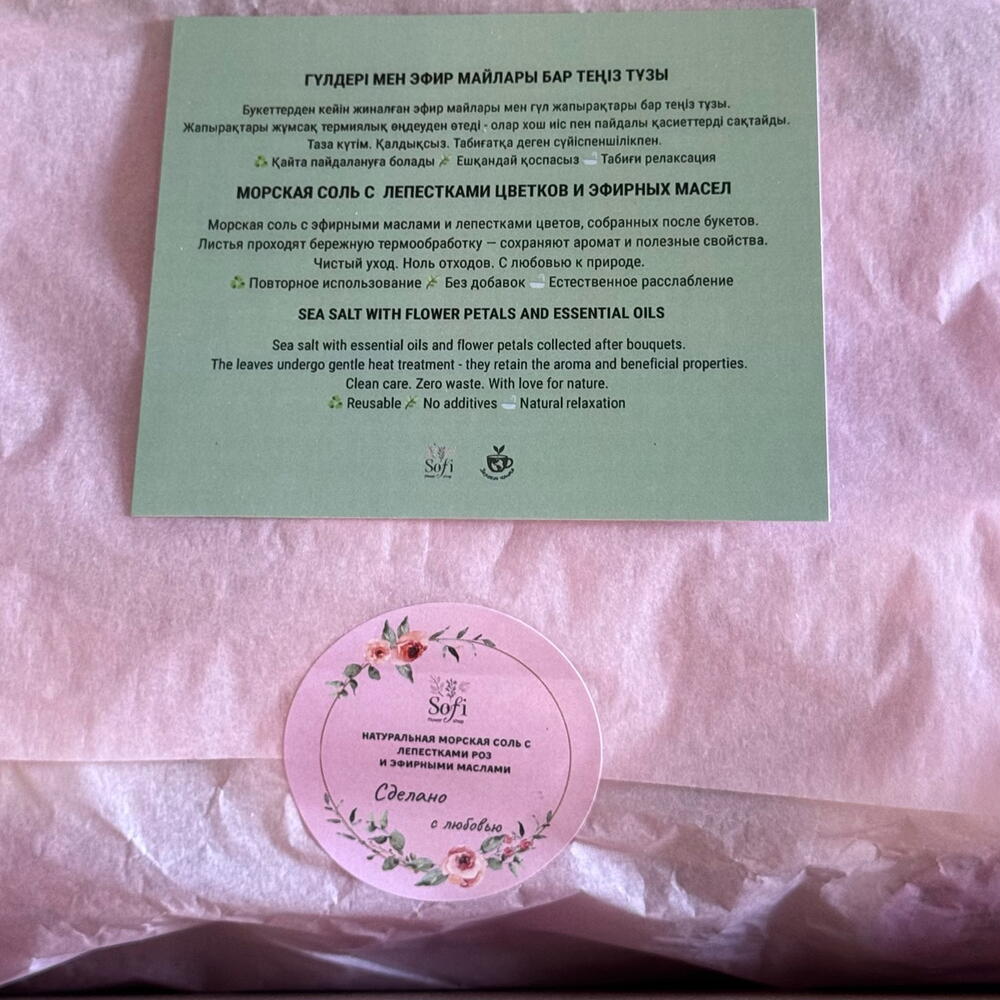 ГҮЛДЕРІ МЕН ЭФИР МАЙЛАРЫ БАР ТЕҢІЗ ТҰЗЫ
Букеттерден кейін жиналған эфир майлары мен гүл жапырақтары бар теңіз тұзы.
Жапырақтары жұмсақ термиялық өңдеуден өтеді - олар хош иіс пен пайдалы қасиеттерді сақтайды.
Таза күтім. Қалдықсыз. Табиғатқа деген сүйіспеншілікпен.
Қайта пайдалануға болады Ешқандай қоспасыз Табиғи релаксация
МОРСКАЯ СОЛЬ С ЛЕПЕСТКАМИ ЦВЕТКОВ И ЭФИРНЫХ МАСЕЛ
Морская соль с эфирными маслами и лепестками цветов, собранных после букетов.
Листья проходят бережную термообработку — сохраняют аромат и полезные свойства.
Чистый уход. Ноль отходов. С любовью к природе.
Повторное использование Без добавок Естественное расслабление
SEA SALT WITH FLOWER PETALS AND ESSENTIAL OILS
Sea salt with essential oils and flower petals collected after bouquets.
The leaves undergo gentle heat treatment - they retain the aroma and beneficial properties.
Clean care. Zero waste. With love for nature.
Reusable No additives Natural relaxation
Sofi
flower shop
Sofi
flower shop
НАТУРАЛЬНАЯ МОРСКАЯ СОЛЬ С
ЛЕПЕСТКАМИ РОЗ
И ЭФИРНЫМИ МАСЛАМИ
Сделано
с любовью